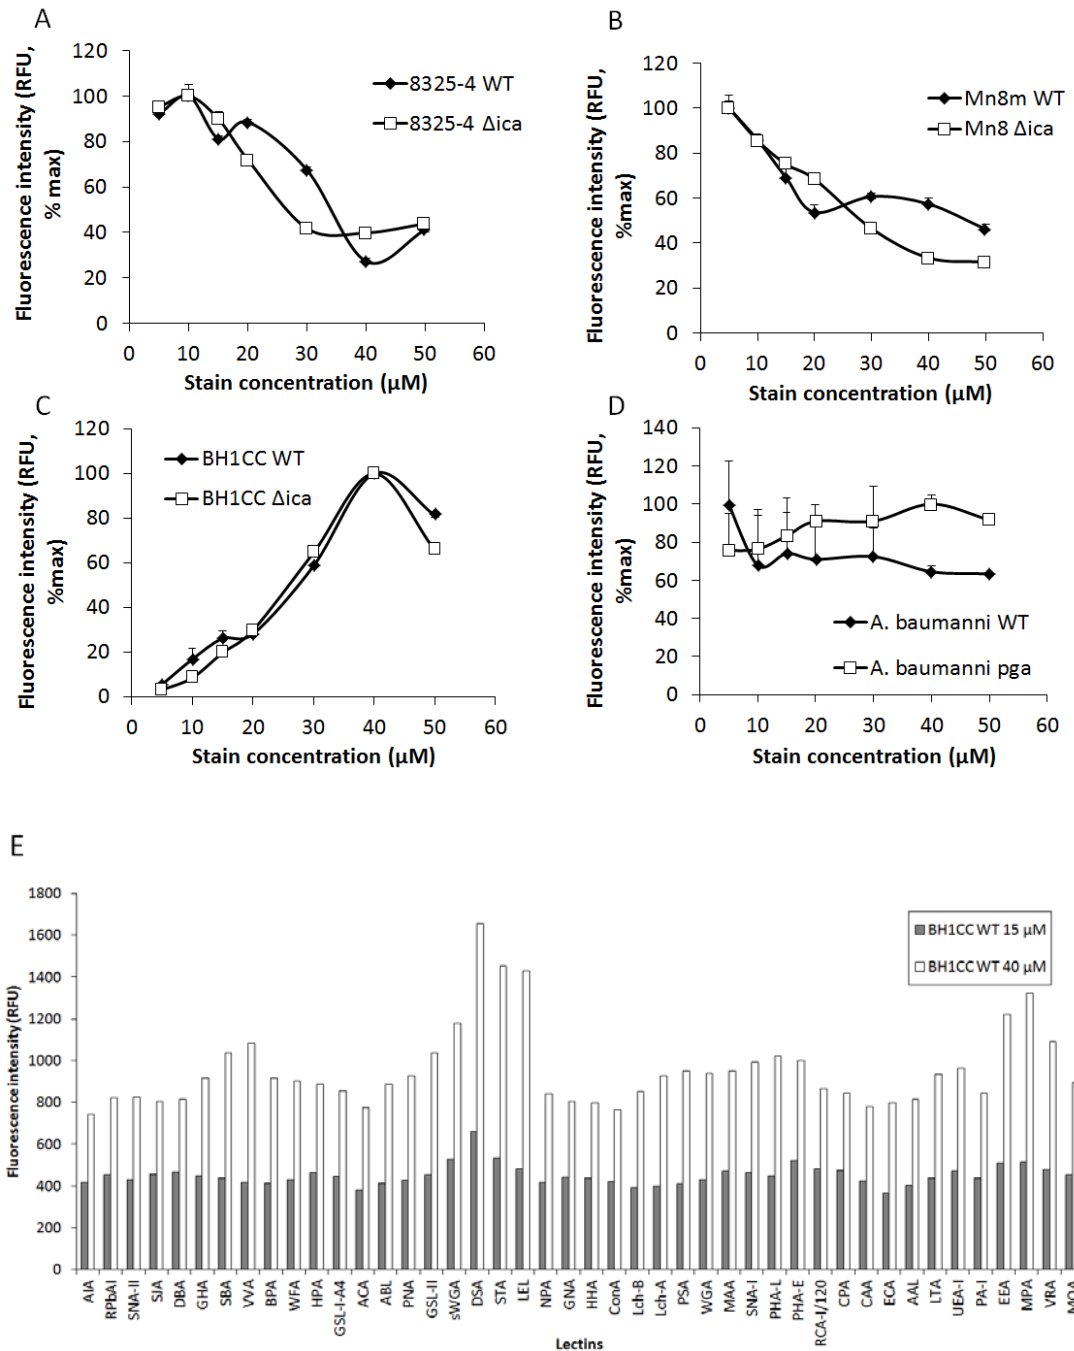 A
Fluorescence intensity (RFU,
% max)
120
100
80
60
40
20
0
0 10 20 30 40 50 60
Stain concentration (µM)
8325-4 WT
8325-4 Δica
B
Fluorescence intensity (RFU,
%max)
120
100
80
60
40
20
0
0 10 20 30 40 50 60
Stain concentration (µM)
Mn8m WT
Mn8 Δica
C
Fluorescence intensity (RFU,
%max)
120
100
80
60
40
20
0
0 10 20 30 40 50 60
Stain concentration (µM)
BH1CC WT
BH1CC Δica
D
Fluorescence intensity (RFU,
%max)
140
120
100
80
60
40
20
0
0 10 20 30 40 50 60
Stain concentration (µM)
A. baumanni WT
A. baumanni pga
E
Fluorescence intensity (RFU)
1800
1600
1400
1200
1000
800
600
400
200
0
BH1CC WT 15 µM
BH1CC WT 40 µM
AIA
RPbAI
SNA-II
SJA
DBA
GHA
SBA
VVA
BPA
WFA
HPA
GSL-I-A4
ACA
ABL
PNA
GSL-II
sWGA
DSA
STA
LEL
NPA
GNA
HHA
ConA
Lch-B
Lch-A
PSA
WGA
MAA
SNA-I
PHA-L
PHA-E
RCA-I/120
CPA
CAA
ECA
AAL
LTA
UEA-I
PA-I
EEA
MPA
VRA
MOA
Lectins